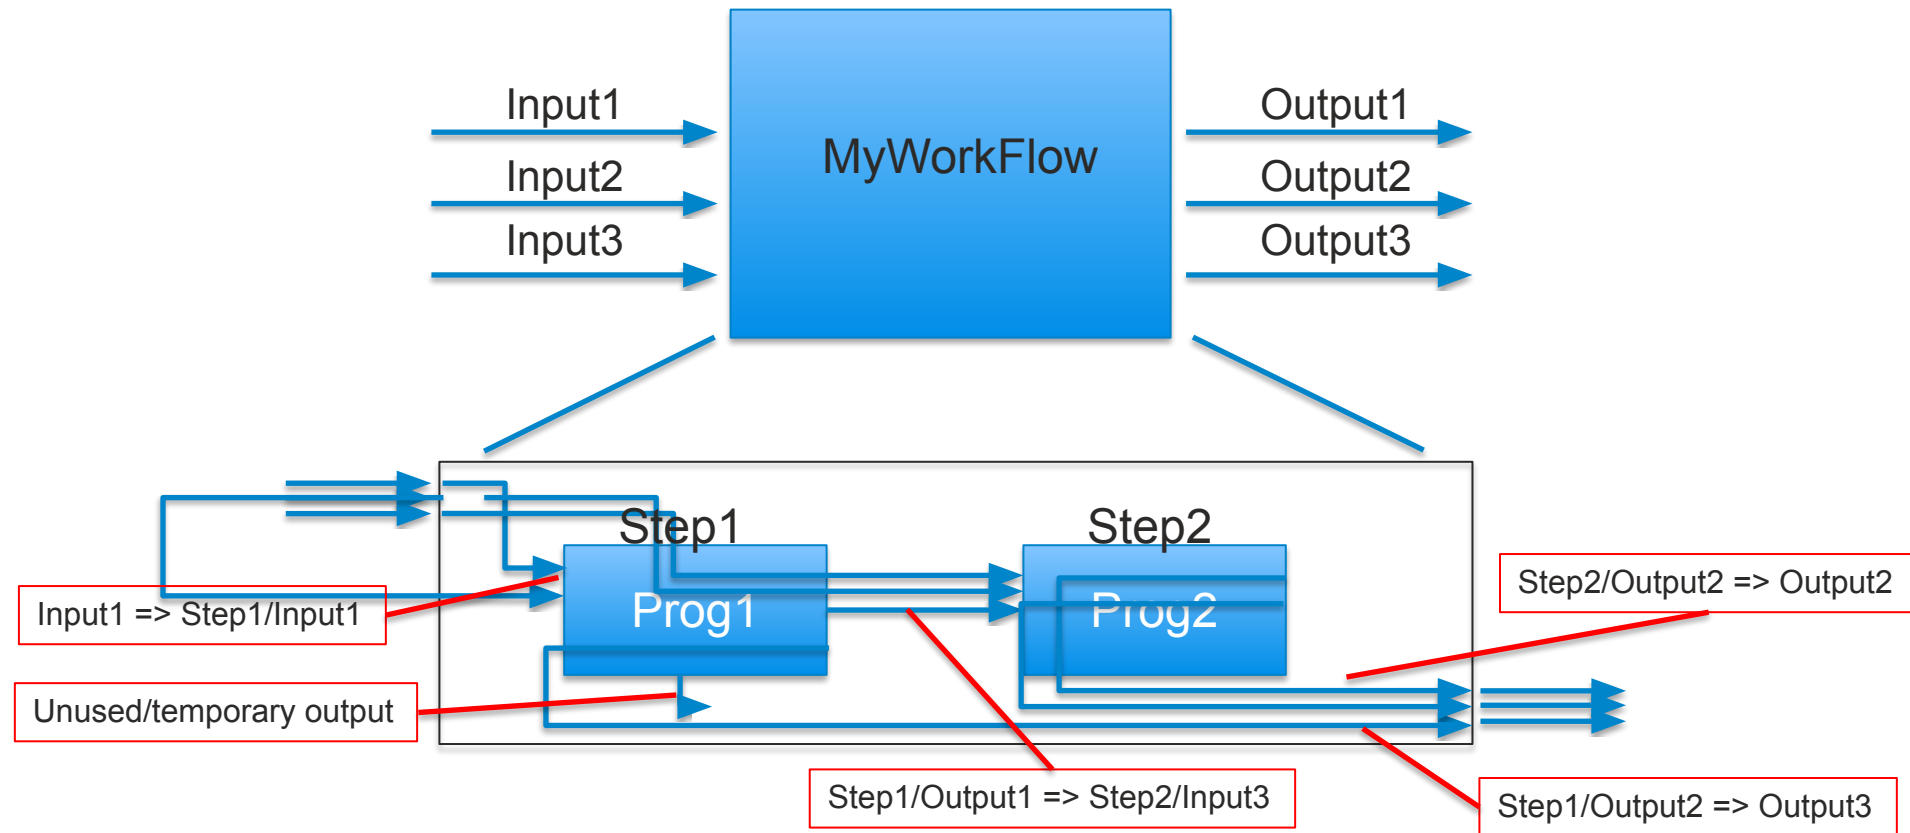 Input1
Output1
MyWorkFlow
Input2
Output2
Input3
Output3
Step1
Step2
Step2/Output2 => Output2
Input1 => Step1/Input1
Prog1
Prog2
Unused/temporary output
Step1/Output1 => Step2/Input3
Step1/Output2 => Output3